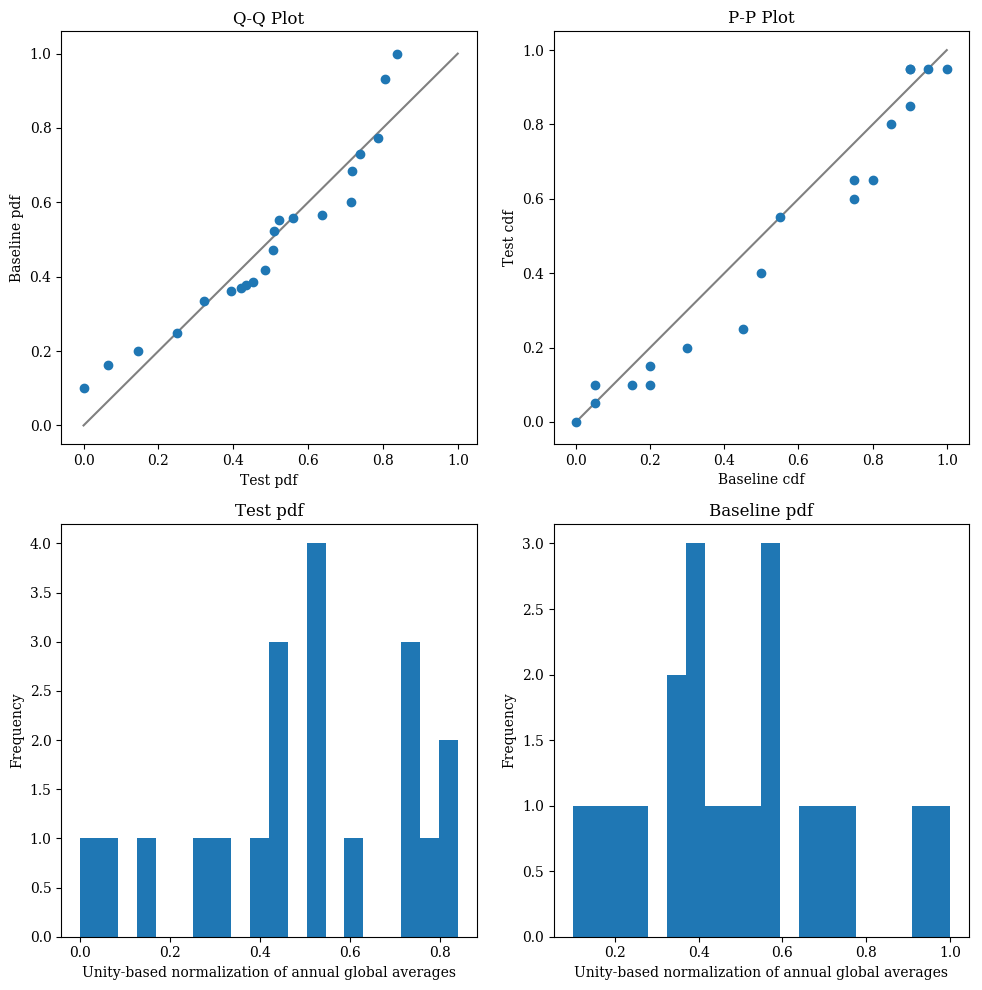 Q-Q Plot
1.0
0.8
0.6
0.4
0.2
0.0
Baseline pdf
0.0 0.2 0.4 0.6 0.8 1.0
Test pdf
P-P Plot
1.0
0.8
0.6
0.4
0.2
0.0
Test cdf
0.0 0.2 0.4 0.6 0.8 1.0
Baseline cdf
Test pdf
4.0
3.5
3.0
2.5
2.0
1.5
1.0
0.5
0.0
Frequency
0.0 0.2 0.4 0.6 0.8
Unity-based normalization of annual global averages
Baseline pdf
3.0
2.5
2.0
1.5
1.0
0.5
0.0
Frequency
0.2 0.4 0.6 0.8 1.0
Unity-based normalization of annual global averages